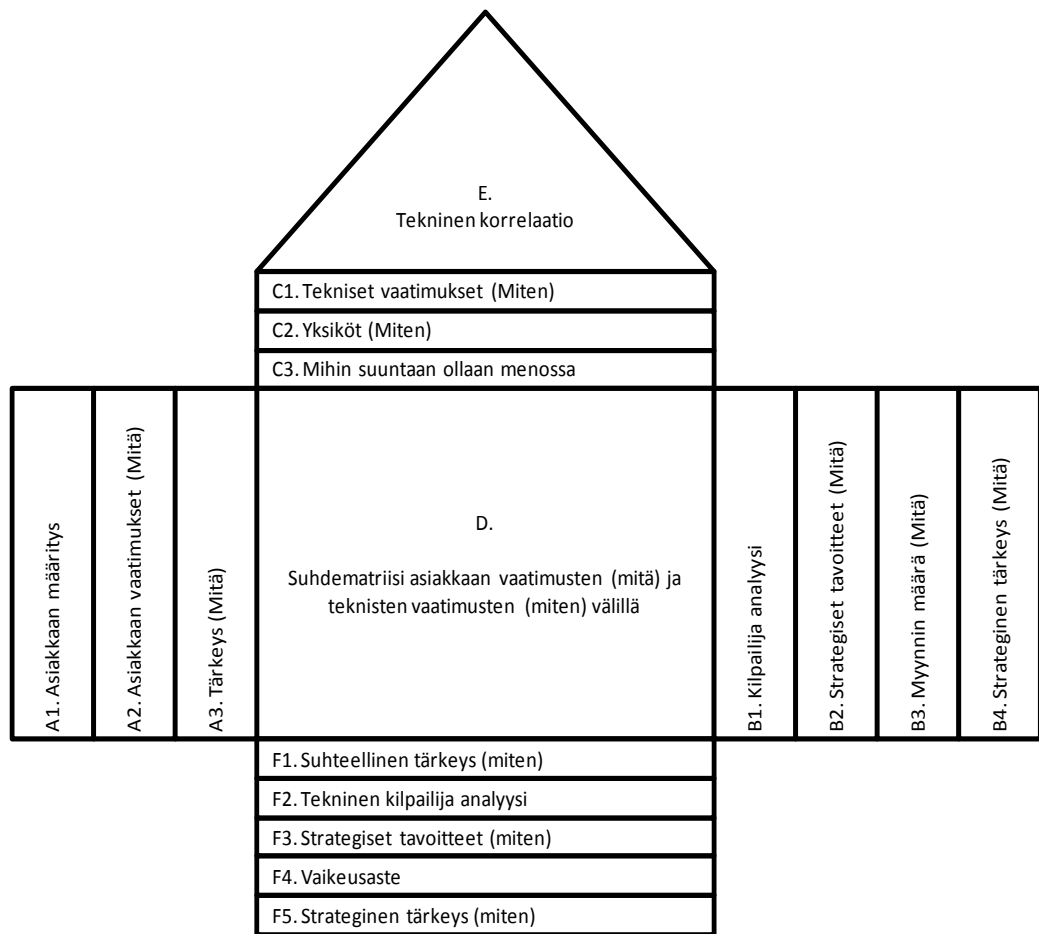 E.
Tekninen korrelaatio
C1. Tekniset vaatimukset (Miten)
C2. Yksiköt (Miten)
C3. Mihin suuntaan ollaan menossa
A1. Asiakkaan määritys
A2. Asiakkaan vaatimukset (Mitä)
A3. Tärkeys (Mitä)
D.
Suhdematriisi asiakkaan vaatimusten (mitä) ja
teknisten vaatimusten (miten) välillä
B1. Kilpailija analyysi
B2. Strategiset tavoitteet (Mitä)
B3. Myynnin määrä (Mitä)
B4. Strateginen tärkeys (Mitä)
F1. Suhteellinen tärkeys (miten)
F2. Tekninen kilpailija analyysi
F3. Strategiset tavoitteet (miten)
F4. Vaikeusaste
F5. Strateginen tärkeys (miten)